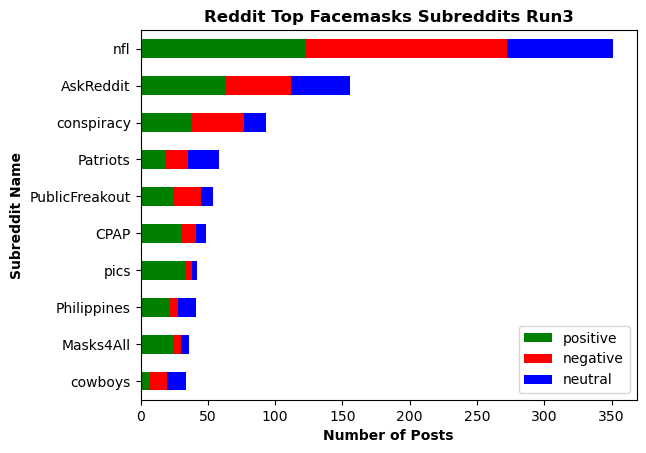 Reddit Top Facemasks Subreddits Run3
nfl
AskReddit
conspiracy
Patriots
PublicFreakout
CPAP
pics
Philippines
Masks4All
cowboys
Subreddit Name
positive
negative
neutral
0 50 100 150 200 250 300 350
Number of Posts